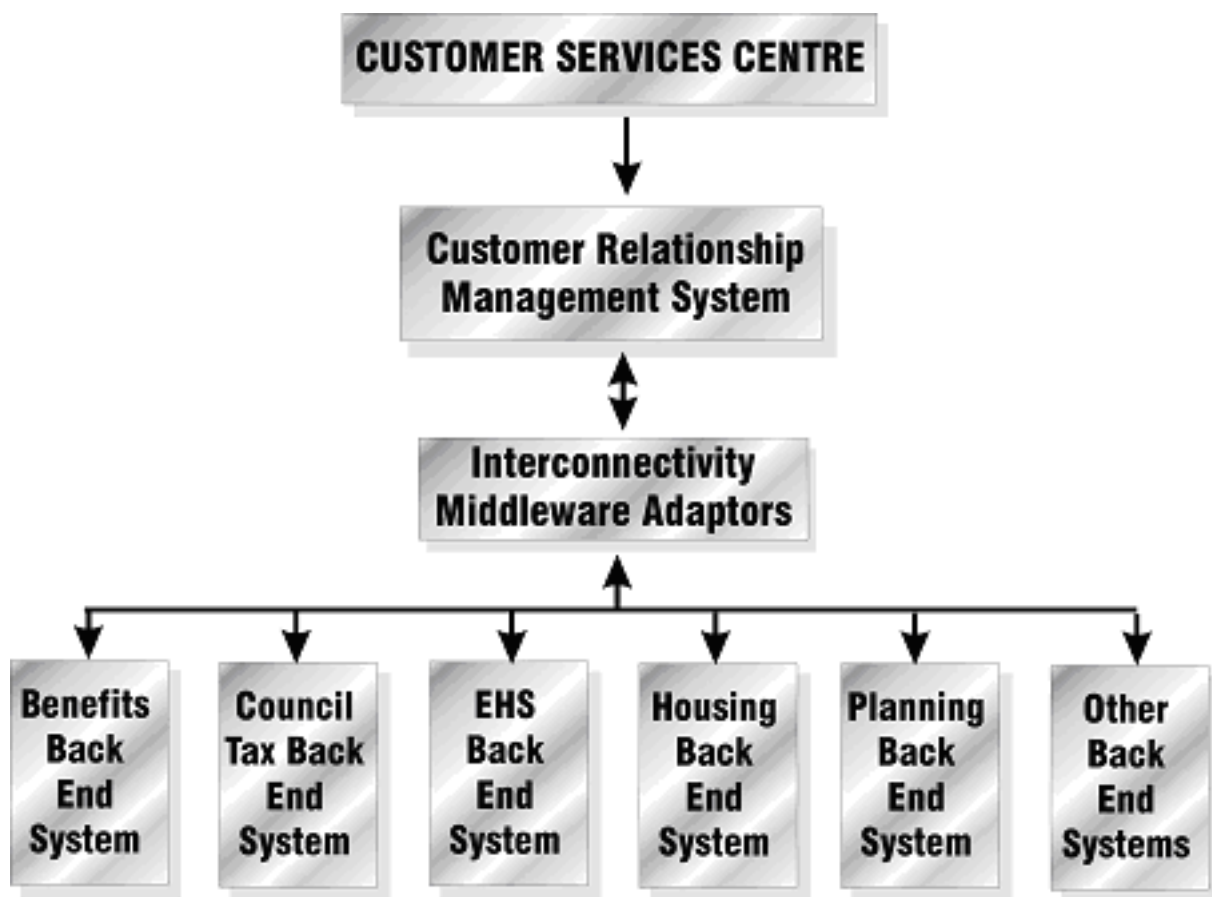 CUSTOMER SERVICES CENTRE
Customer Relationship
Management System
Interconnectivity
Middleware Adaptors
Benefits
Back
End
System
Council
Tax Back
End
System
EHS
Back
End
System
Housing
Back
End
System
Planning
Back
End
System
Other
Back
End
Systems